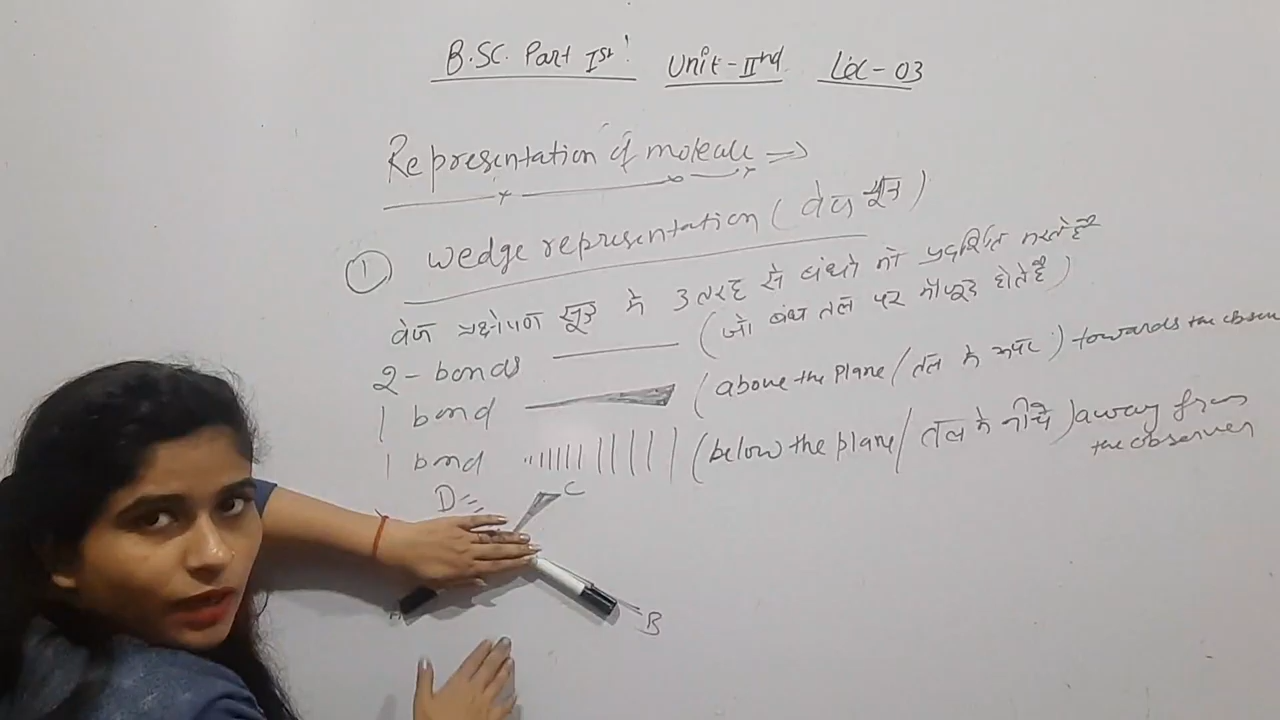 B.SC. Part Ist Unit-IInd Lec-03
Representation of molecule ⇒
① Wedge representation ( वेज सूत्र )
वेज प्रक्षेपण सूत्र में 3 तरह से बंधो को प्रदर्शित करते है
2-bonds ——— ( जो बंध तल पर मौजूद होते है )
1 bond (above the Plane/ तल के ऊपर ) towards the obser
1 bond (below the plane/ तल के नीचे ) away from the observer
D C
B